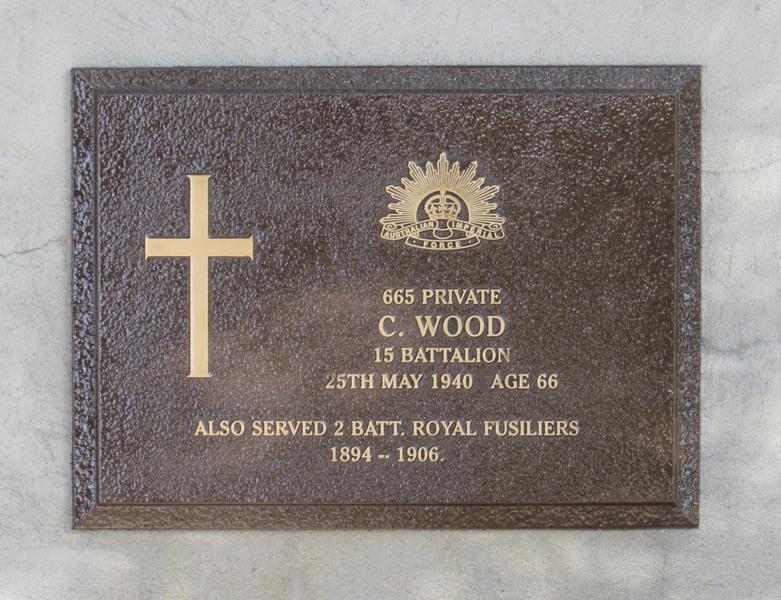 AUSTRALIAN IMPERIAL
FORCE
665 PRIVATE
C. WOOD
15 BATTALION
25TH MAY 1940 AGE 66
ALSO SERVED 2 BATT. ROYAL FUSILIERS
1894 -- 1906.